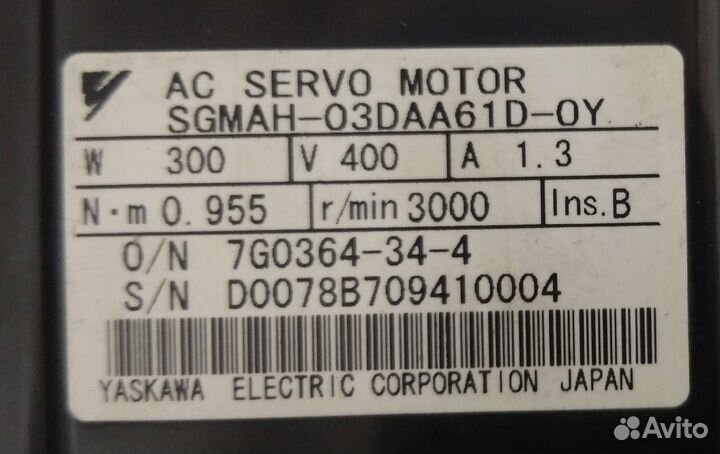 AC SERVO MOTOR
SGMAH-03DAA61D-0Y
W 300 V 400 A 1.3
N·m 0.955 r/min 3000 Ins. B
O/N 7G0364-34-4
S/N D0078B709410004
YASKAWA ELECTRIC CORPORATION JAPAN
Avito